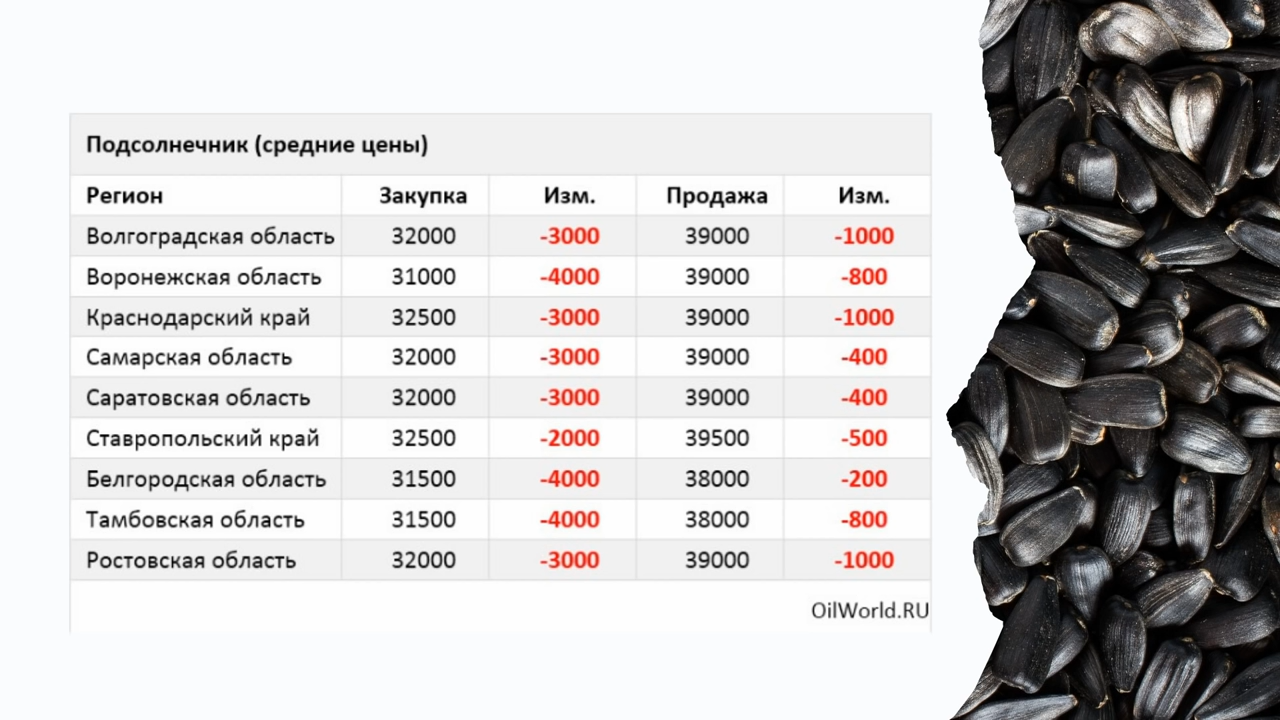 Подсолнечник (средние цены)
Регион Закупка Изм. Продажа Изм.
Волгоградская область 32000 -3000 39000 -1000
Воронежская область 31000 -4000 39000 -800
Краснодарский край 32500 -3000 39000 -1000
Самарская область 32000 -3000 39000 -400
Саратовская область 32000 -3000 39000 -400
Ставропольский край 32500 -2000 39500 -500
Белгородская область 31500 -4000 38000 -200
Тамбовская область 31500 -4000 38000 -800
Ростовская область 32000 -3000 39000 -1000
OilWorld.RU